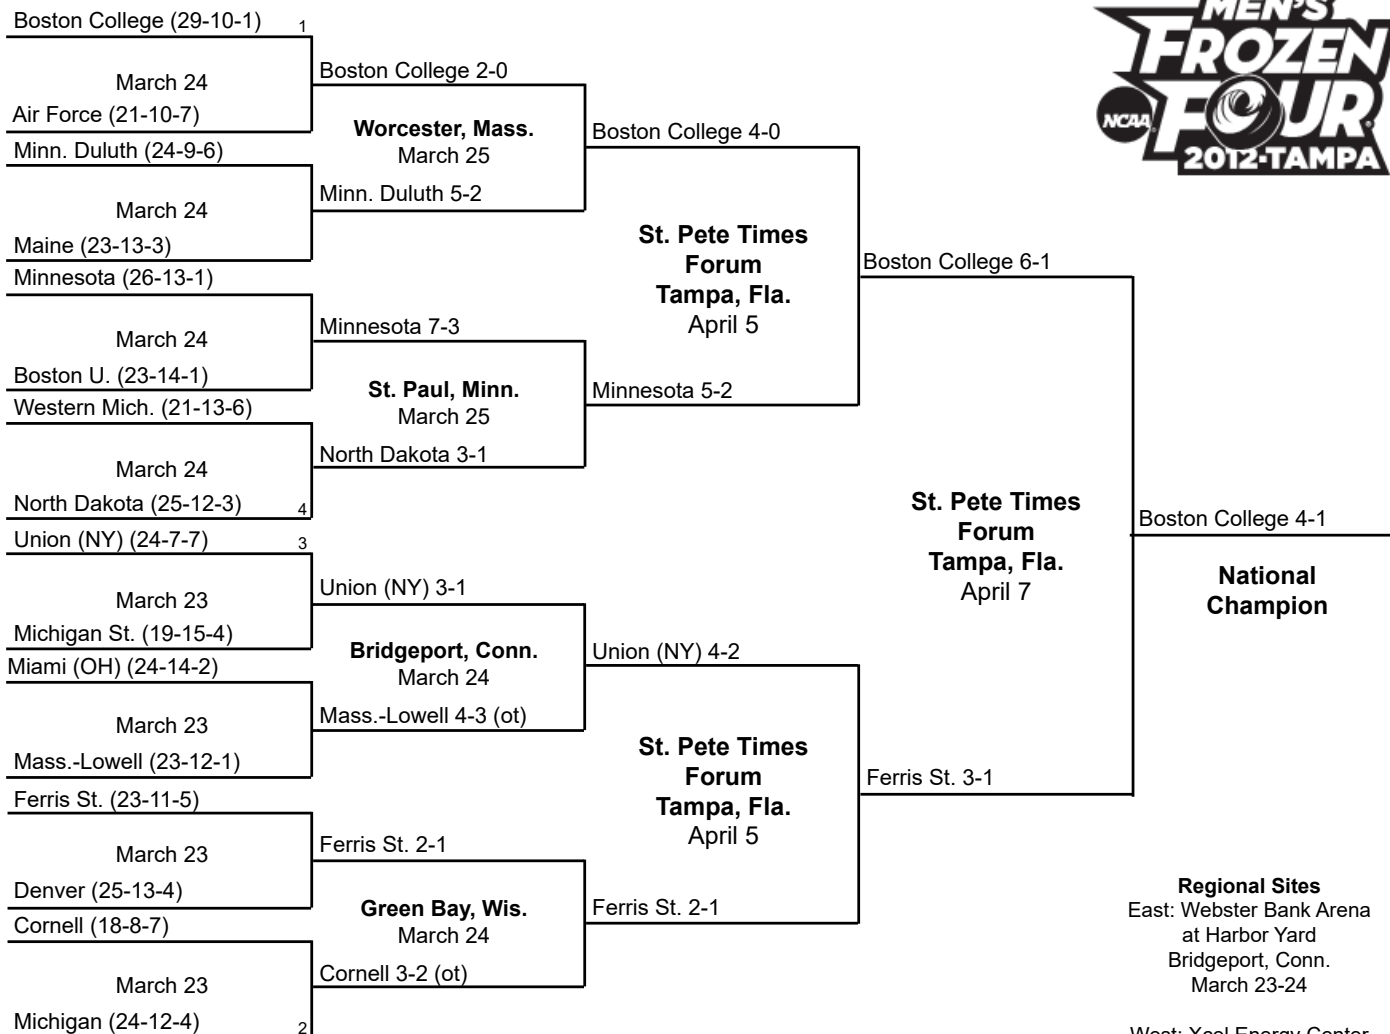 MEN'S
FROZEN
FOUR
NCAA
2012-TAMPA
Boston College (29-10-1) 1
March 24
Air Force (21-10-7)
Boston College 2-0
Minn. Duluth (24-9-6)
March 24
Maine (23-13-3)
Minn. Duluth 5-2
Worcester, Mass.
March 25
Boston College 4-0
Minnesota (26-13-1)
March 24
Boston U. (23-14-1)
Minnesota 7-3
Western Mich. (21-13-6)
March 24
North Dakota (25-12-3) 4
North Dakota 3-1
St. Paul, Minn.
March 25
Minnesota 5-2
St. Pete Times
Forum
Tampa, Fla.
April 5
Boston College 6-1
Union (NY) (24-7-7) 3
March 23
Michigan St. (19-15-4)
Union (NY) 3-1
Miami (OH) (24-14-2)
March 23
Mass.-Lowell (23-12-1)
Mass.-Lowell 4-3 (ot)
Bridgeport, Conn.
March 24
Union (NY) 4-2
Ferris St. (23-11-5)
March 23
Denver (25-13-4)
Ferris St. 2-1
Cornell (18-8-7)
March 23
Michigan (24-12-4) 2
Cornell 3-2 (ot)
Green Bay, Wis.
March 24
Ferris St. 2-1
St. Pete Times
Forum
Tampa, Fla.
April 5
Ferris St. 3-1
St. Pete Times
Forum
Tampa, Fla.
April 7
Boston College 4-1
National
Champion
Regional Sites
East: Webster Bank Arena
at Harbor Yard
Bridgeport, Conn.
March 23-24
West: Xcel Energy Center